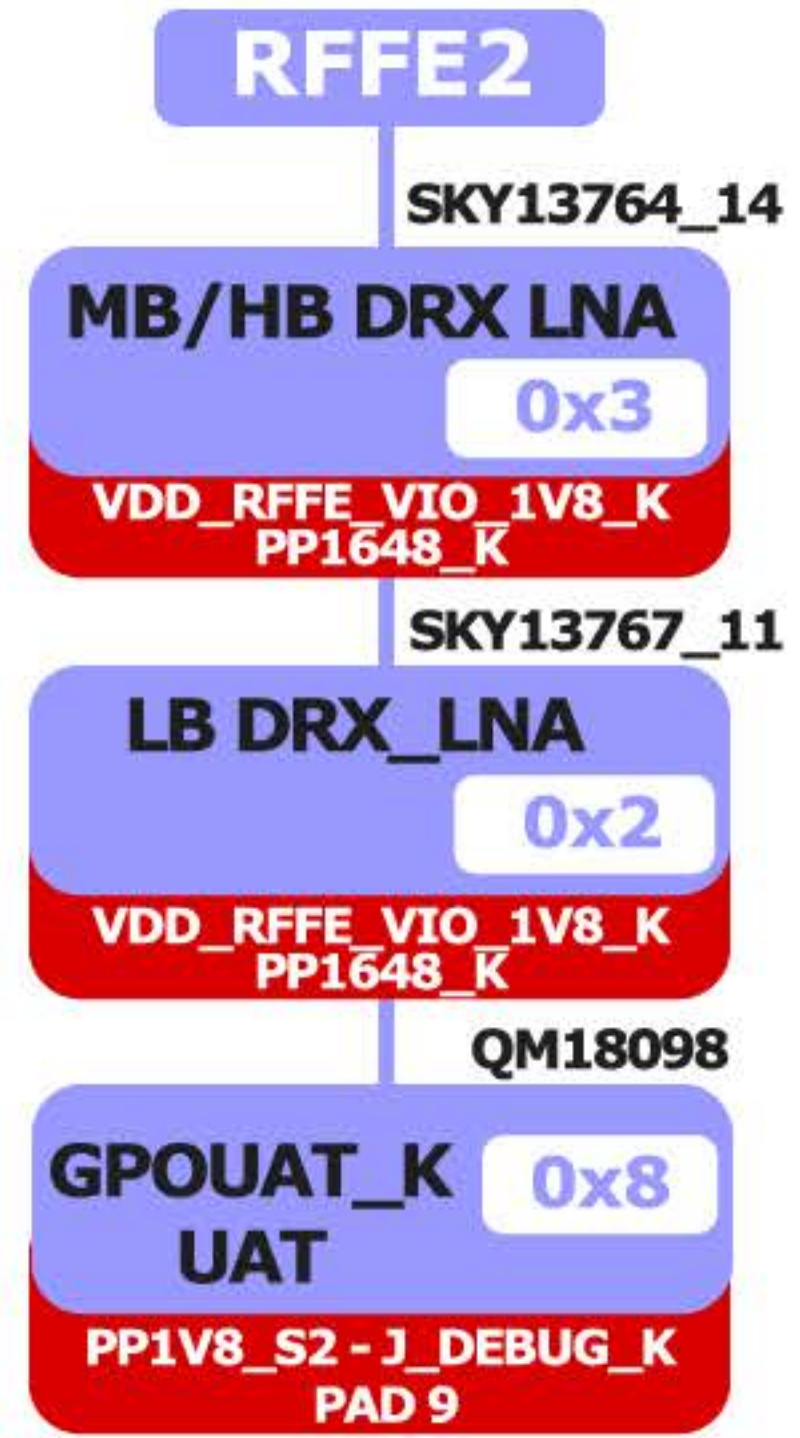 RFFE2
SKY13764_14
MB/HB DRX LNA
0x3
VDD_RFFE_VIO_1V8_K
PP1648_K
SKY13767_11
LB DRX_LNA
0x2
VDD_RFFE_VIO_1V8_K
PP1648_K
QM18098
GPOUAT_K
0x8
UAT
PP1V8_S2 - J_DEBUG_K
PAD 9